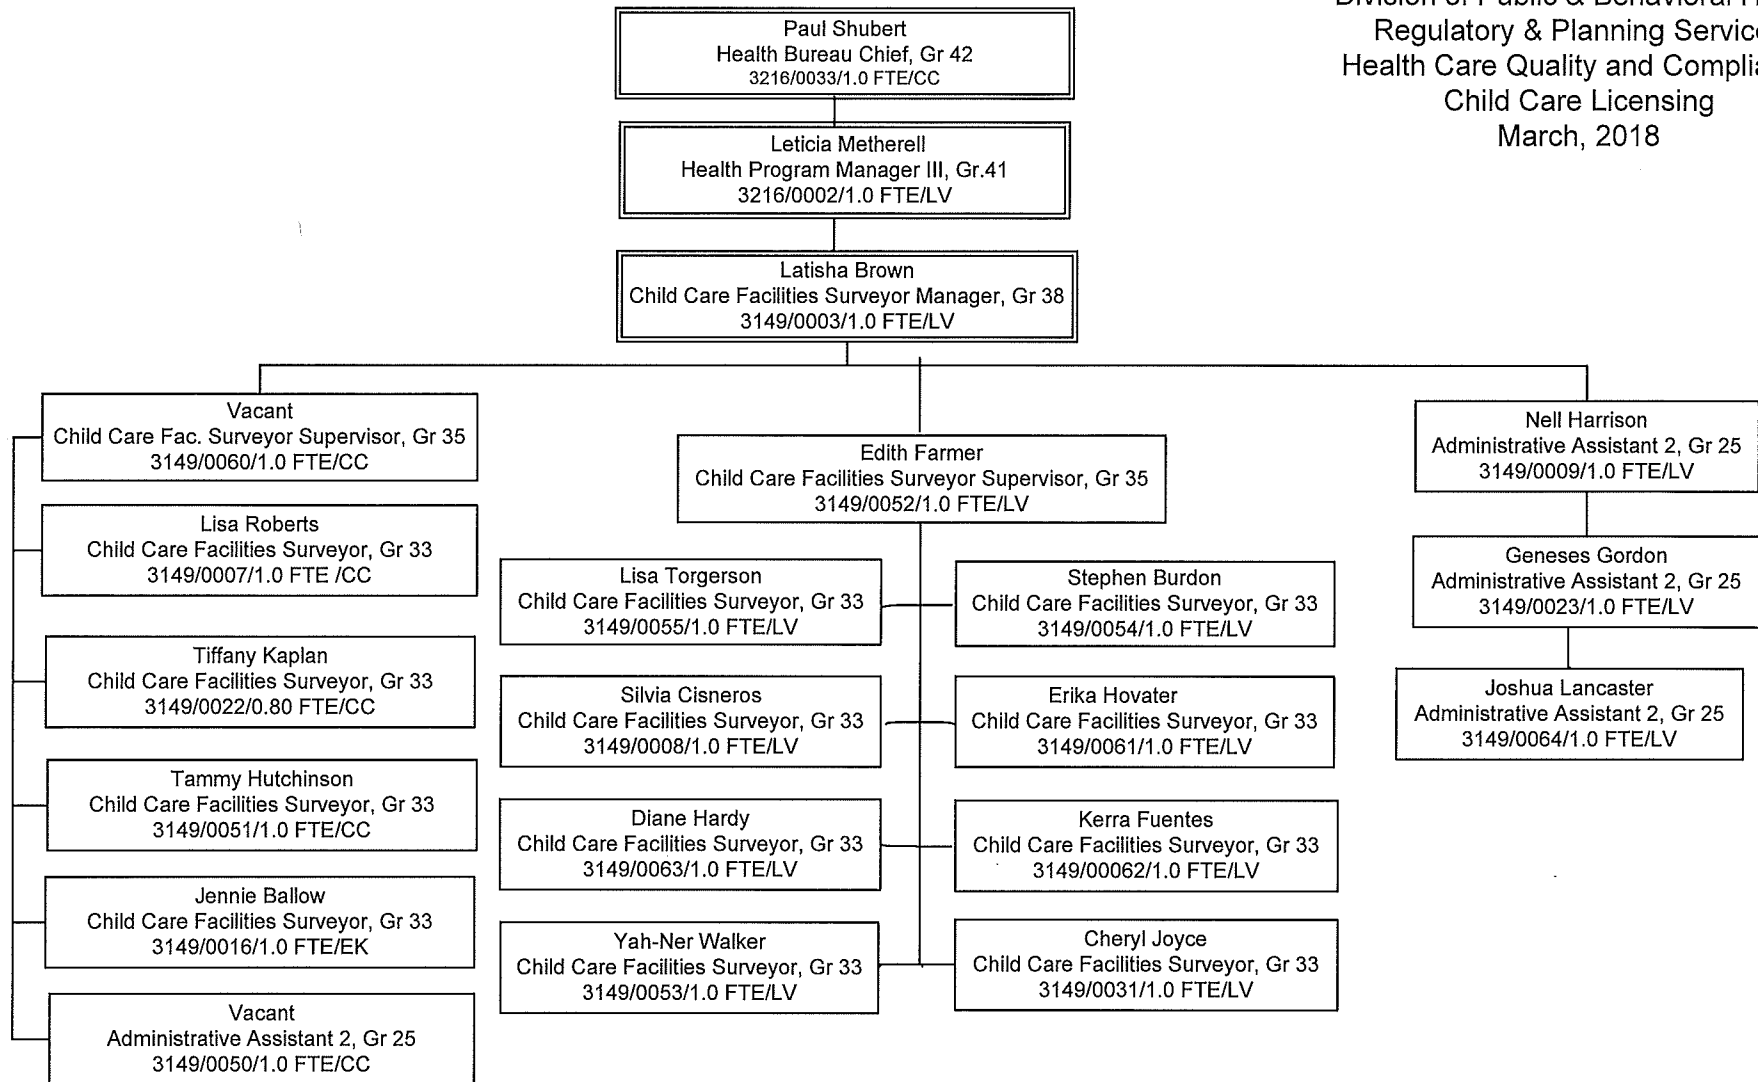 Division of Public & Behavioral
Regulatory & Planning
Health Care Quality and
Child Care Licensing
March, 2018
Paul Shubert
Health Bureau Chief, Gr 42
3216/0033/1.0 FTE/CC
Leticia Metherell
Health Program Manager III, Gr.41
3216/0002/1.0 FTE/LV
Latisha Brown
Child Care Facilities Surveyor Manager, Gr 38
3149/0003/1.0 FTE/LV
Vacant
Child Care Fac. Surveyor Supervisor, Gr 35
3149/0060/1.0 FTE/CC
Lisa Roberts
Child Care Facilities Surveyor, Gr 33
3149/0007/1.0 FTE /CC
Tiffany Kaplan
Child Care Facilities Surveyor, Gr 33
3149/0022/0.80 FTE/CC
Tammy Hutchinson
Child Care Facilities Surveyor, Gr 33
3149/0051/1.0 FTE/CC
Jennie Ballow
Child Care Facilities Surveyor, Gr 33
3149/0016/1.0 FTE/EK
Vacant
Administrative Assistant 2, Gr 25
3149/0050/1.0 FTE/CC
Edith Farmer
Child Care Facilities Surveyor Supervisor, Gr 35
3149/0052/1.0 FTE/LV
Lisa Torgerson
Child Care Facilities Surveyor, Gr 33
3149/0055/1.0 FTE/LV
Stephen Burdon
Child Care Facilities Surveyor, Gr 33
3149/0054/1.0 FTE/LV
Silvia Cisneros
Child Care Facilities Surveyor, Gr 33
3149/0008/1.0 FTE/LV
Erika Hovater
Child Care Facilities Surveyor, Gr 33
3149/0061/1.0 FTE/LV
Diane Hardy
Child Care Facilities Surveyor, Gr 33
3149/0063/1.0 FTE/LV
Kerra Fuentes
Child Care Facilities Surveyor, Gr 33
3149/00062/1.0 FTE/LV
Yah-Ner Walker
Child Care Facilities Surveyor, Gr 33
3149/0053/1.0 FTE/LV
Cheryl Joyce
Child Care Facilities Surveyor, Gr 33
3149/0031/1.0 FTE/LV
Nell Harrison
Administrative Assistant 2, Gr 25
3149/0009/1.0 FTE/LV
Geneses Gordon
Administrative Assistant 2, Gr 25
3149/0023/1.0 FTE/LV
Joshua Lancaster
Administrative Assistant 2, Gr 25
3149/0064/1.0 FTE/LV